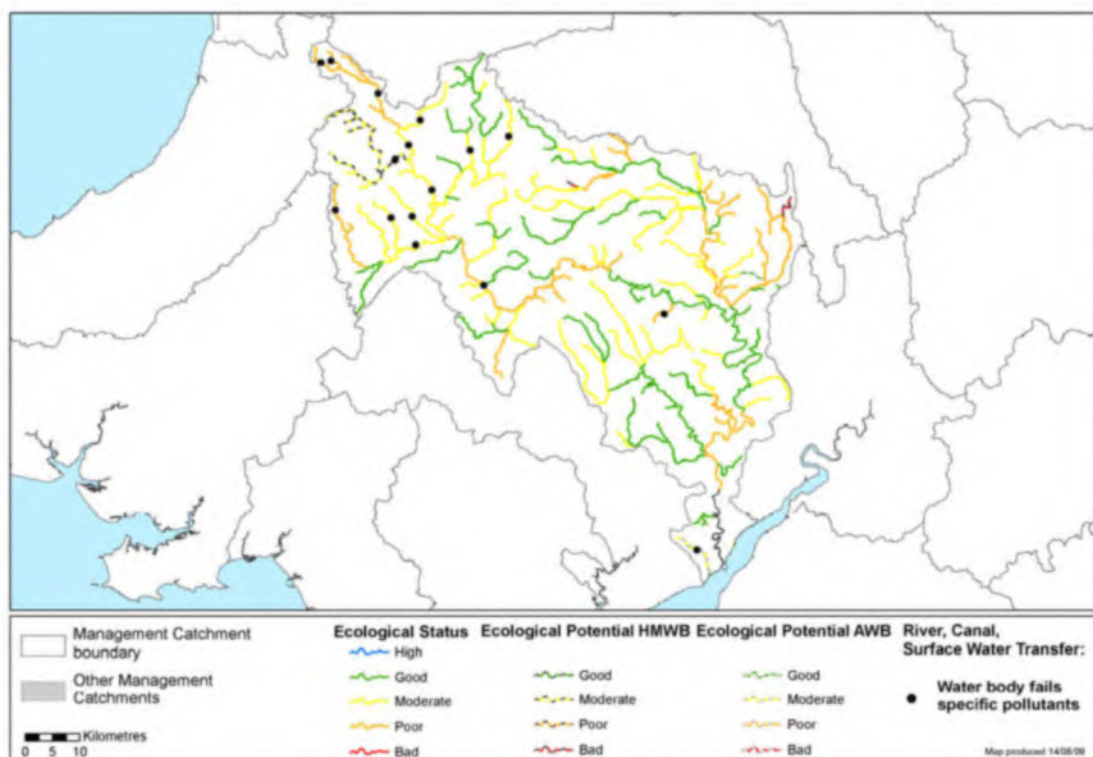 Management Catchment
boundary
Other Management
Catchments
Kilometres
0 5 10
Ecological Status
High
Good
Moderate
Poor
Bad
Ecological Potential HMWB
Good
Moderate
Poor
Bad
Ecological Potential AWB
Good
Moderate
Poor
Bad
River, Canal,
Surface Water Transfer:
Water body fails
specific pollutants
Map produced 14/08/09